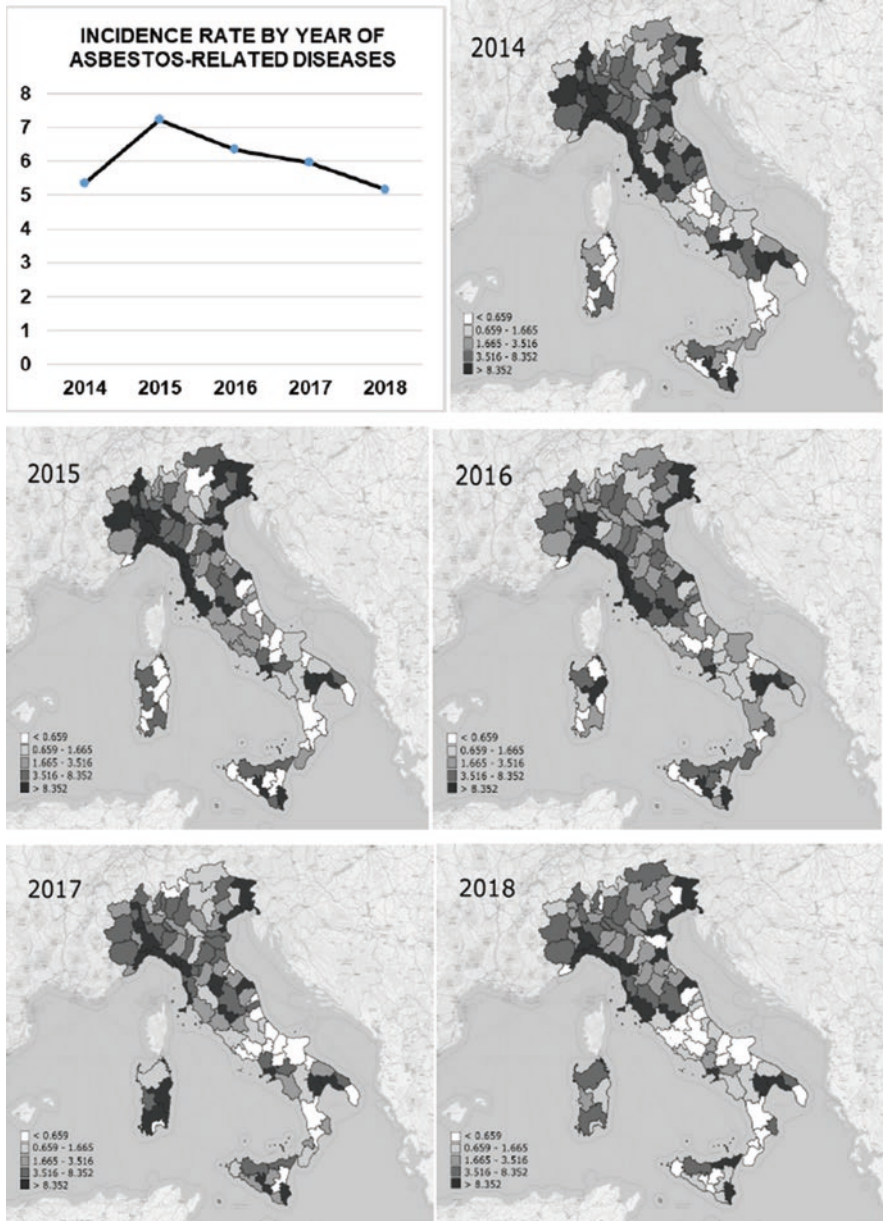 INCIDENCE RATE BY YEAR OF
ASBESTOS-RELATED DISEASES
8
7
6
5
4
3
2
1
0
2014 2015 2016 2017 2018
2014
< 0.659
0.659 - 1.665
1.665 - 3.516
3.516 - 8.352
> 8.352
2015
< 0.659
0.659 - 1.665
1.665 - 3.516
3.516 - 8.352
> 8.352
2016
< 0.659
0.659 - 1.665
1.665 - 3.516
3.516 - 8.352
> 8.352
2017
< 0.659
0.659 - 1.665
1.665 - 3.516
3.516 - 8.352
> 8.352
2018
< 0.659
0.659 - 1.665
1.665 - 3.516
3.516 - 8.352
> 8.352